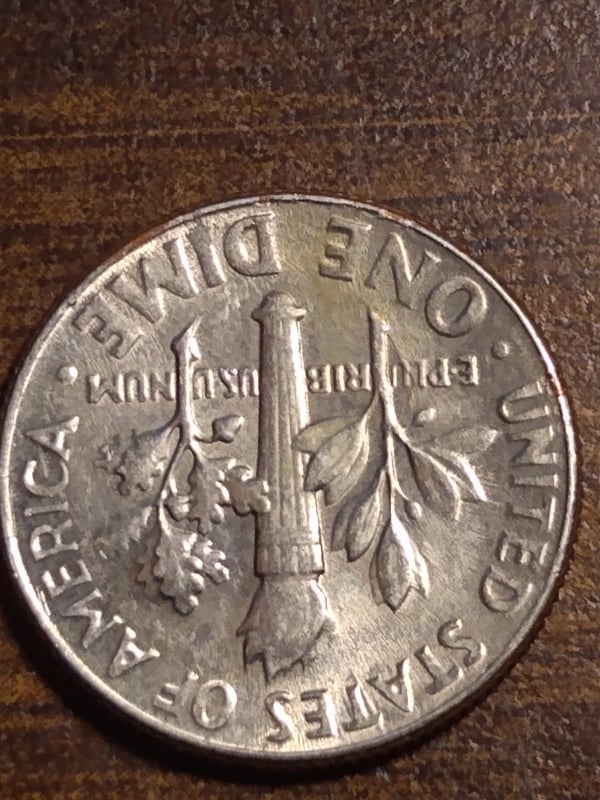 UNITED STATES OF AMERICA
E PLURIBUS UNUM
ONE DIME